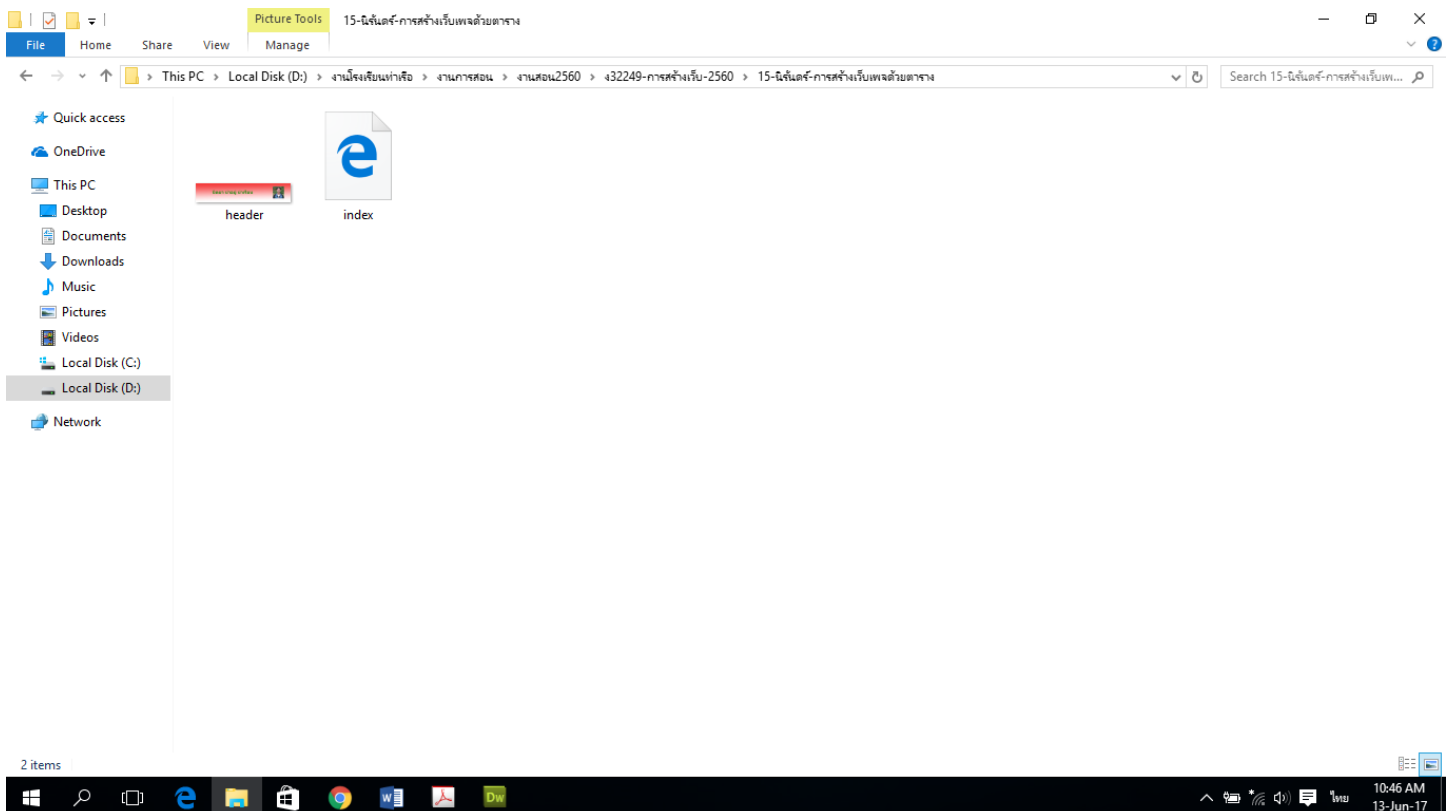 Picture Tools 15-นิรันดร์-การสร้างเว็บเพจด้วยตาราง
File Home Share View Manage
This PC > Local Disk (D:) > งานโรงเรียนท่าเรือ > งานการสอน > งานสอน2560 > ง32249-การสร้างเว็บ-2560 > 15-นิรันดร์-การสร้างเว็บเพจด้วยตาราง Search 15-นิรันดร์-การสร้างเว็บเพ...
Quick access
OneDrive
This PC
Desktop
Documents
Downloads
Music
Pictures
Videos
Local Disk (C:)
Local Disk (D:)
Network
header index
2 items
Dw ไทย 10:46 AM
13-Jun-17